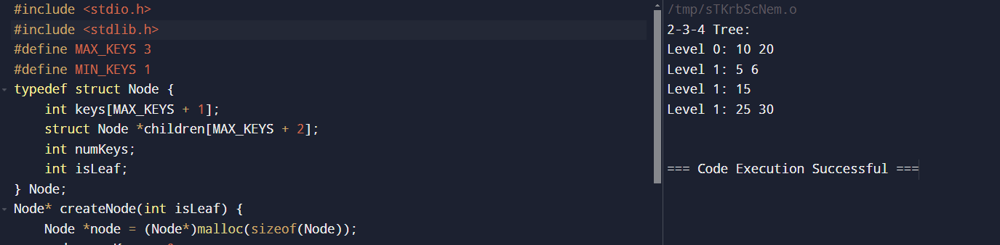 #include <stdio.h>
#include <stdlib.h>
#define MAX_KEYS 3
#define MIN_KEYS 1
typedef struct Node {
    int keys[MAX_KEYS + 1];
    struct Node *children[MAX_KEYS + 2];
    int numKeys;
    int isLeaf;
} Node;
Node* createNode(int isLeaf) {
    Node *node = (Node*)malloc(sizeof(Node));
/tmp/sTKrbScNem.o
2-3-4 Tree:
Level 0: 10 20
Level 1: 5 6
Level 1: 15
Level 1: 25 30
=== Code Execution Successful ===